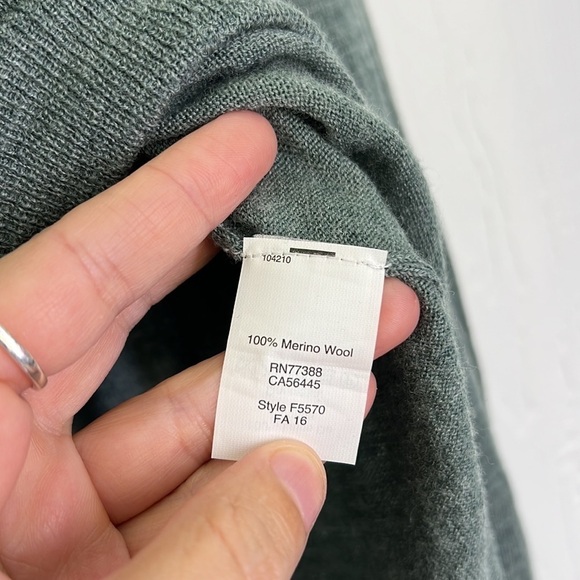 104210
100% Merino Wool
RN77388
CA56445
Style F5570
FA 16